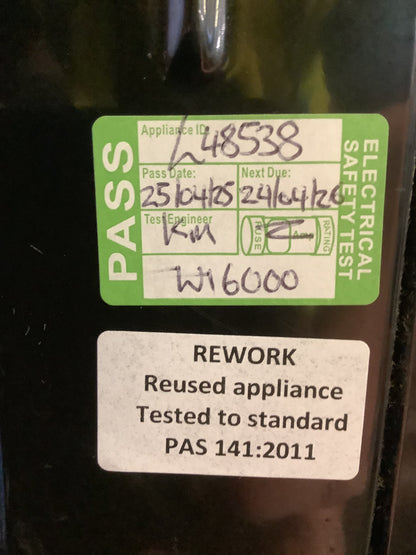 PASS
ELECTRICAL
SAFETY TEST
Appliance ID:
L48538
Pass Date: Next Due:
25/04/25 24/04/26
Test Engineer
KM
FUSE RATING
W16000
REWORK
Reused appliance
Tested to standard
PAS 141:2011